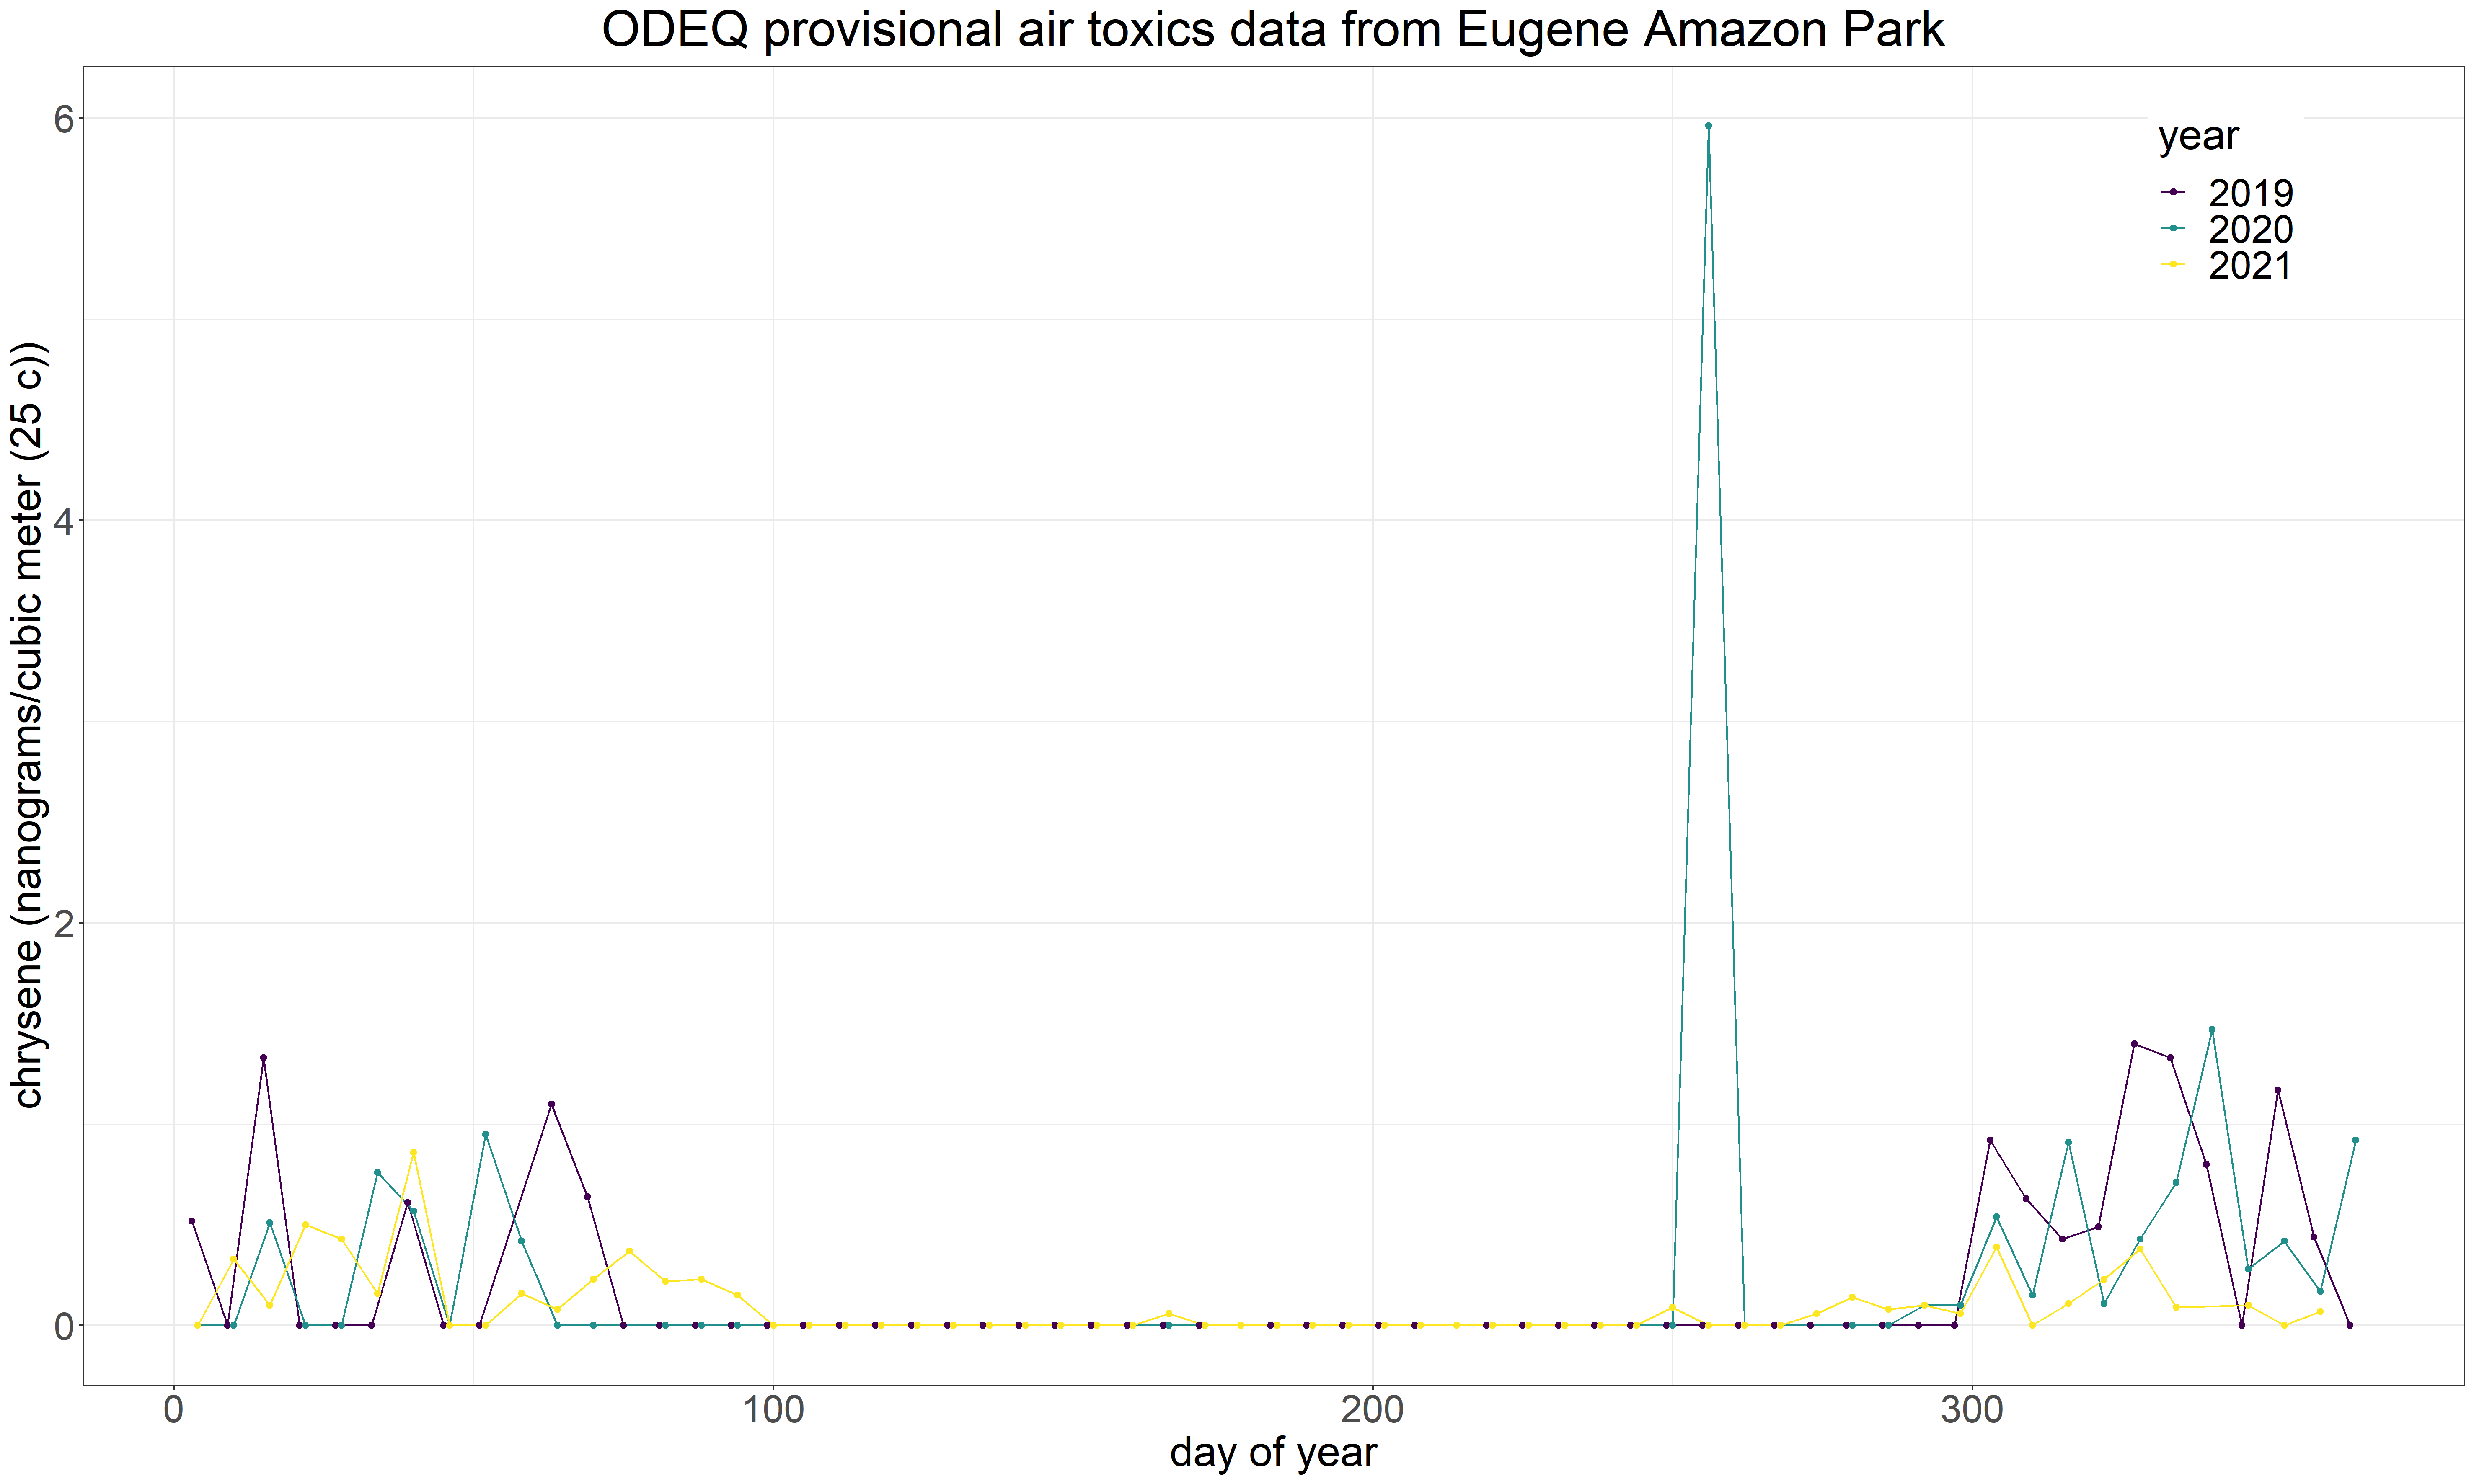 ODEQ provisional air toxics data from Eugene Amazon Park
chrysene (nanograms/cubic meter (25 c))
6
4
2
0
year
2019
2020
2021
0 100 200 300
day of year